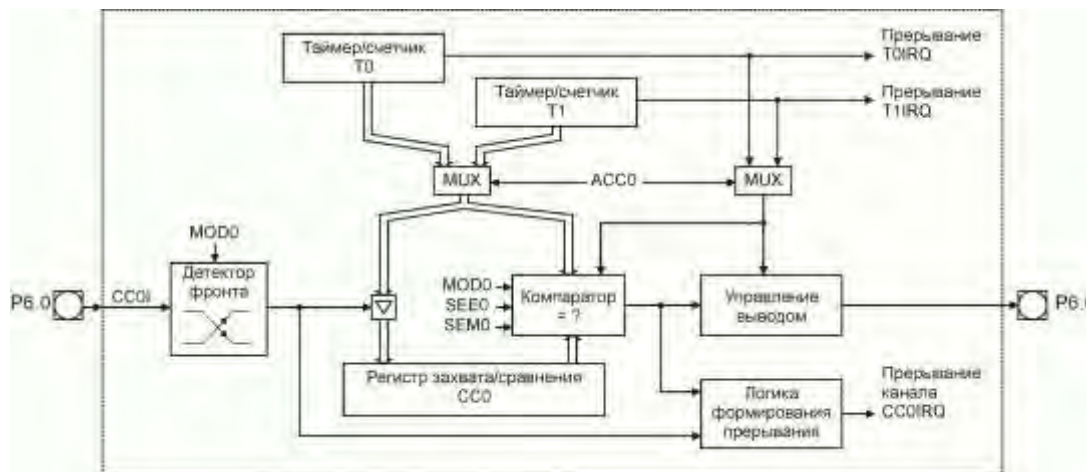 Таймер/счетчик
T0
Прерывание
T0IRQ
Таймер/счетчик
T1
Прерывание
T1IRQ
MUX
ACC0
MUX
MOD0
Детектор
фронта
P6.0
CC0I
MOD0
SEE0
SEM0
Компаратор
= ?
Управление
выводом
P6.
Регистр захвата/сравнения
CC0
Логика
формирования
прерывания
Прерывание
канала
CC0IRQ